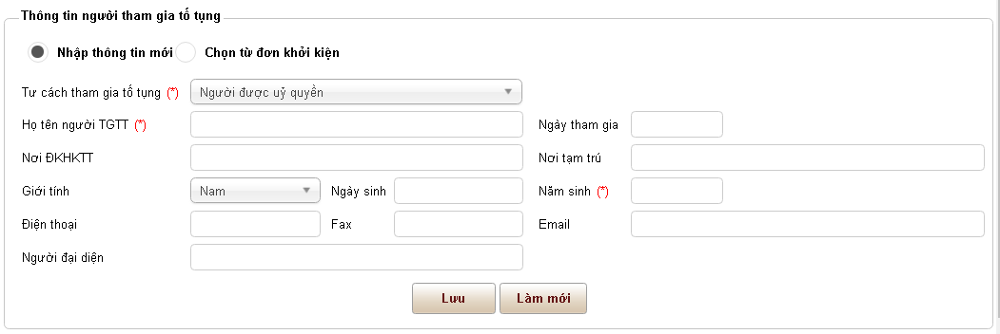 Thông tin người tham gia tố tụng
Nhập thông tin mới Chọn từ đơn khởi kiện
Tư cách tham gia tố tụng (*) Người được uỷ quyền
Họ tên người TGTT (*) Ngày tham gia
Nơi ĐKHKTT Nơi tạm trú
Giới tính Nam Ngày sinh Năm sinh (*)
Điện thoại Fax Email
Người đại diện
Lưu Làm mới